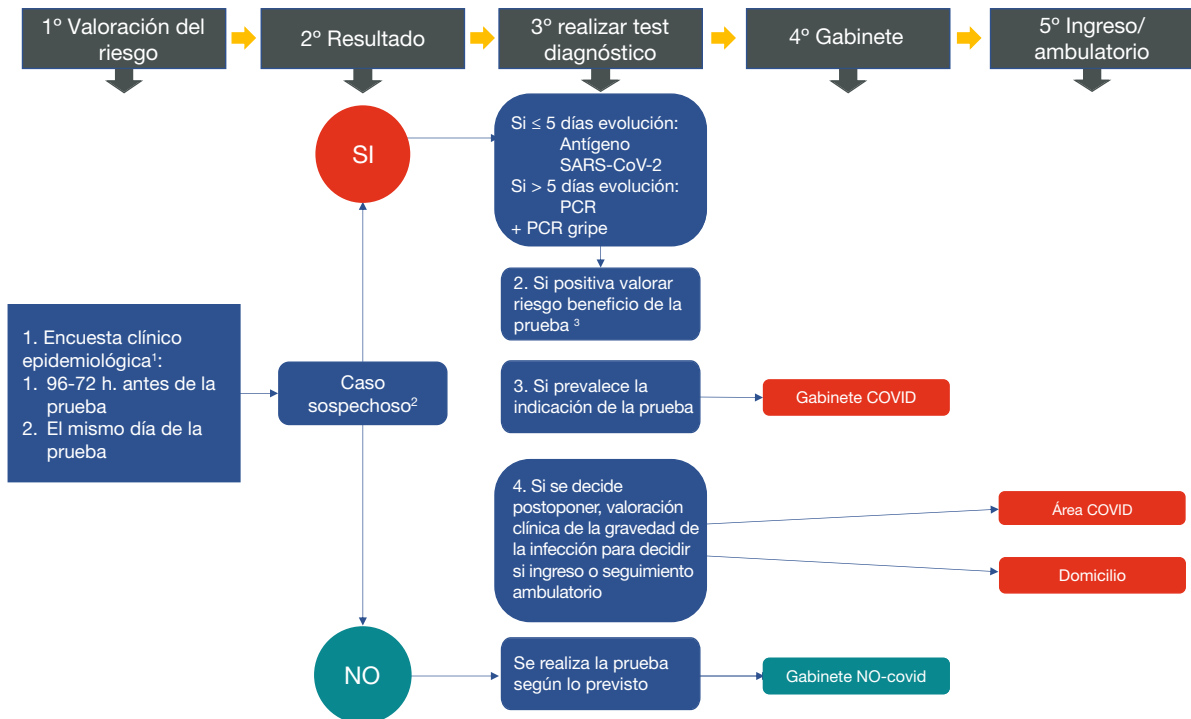 1º Valoración del
riesgo
2º Resultado
3º realizar test
diagnóstico
4º Gabinete
5º Ingreso/
ambulatorio
SI
Si ≤ 5 días evolución:
Antígeno
SARS-CoV-2
Si > 5 días evolución:
PCR
+ PCR gripe
2. Si positiva valorar
riesgo beneficio de la
prueba ³
1. Encuesta clínico
epidemiológica¹:
1. 96-72 h. antes de la
prueba
2. El mismo día de la
prueba
Caso
sospechoso²
3. Si prevalece la
indicación de la prueba
Gabinete COVID
4. Si se decide
postoponer, valoración
clínica de la gravedad de
la infección para decidir
si ingreso o seguimiento
ambulatorio
Área COVID
Domicilio
NO
Se realiza la prueba
según lo previsto
Gabinete NO-covid